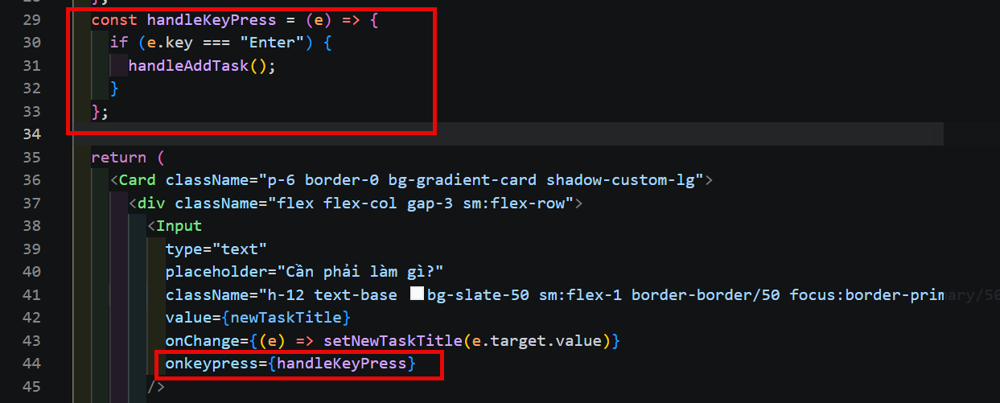 };
29 const handleKeyPress = (e) => {
30 if (e.key === "Enter") {
31 handleAddTask();
32 }
33 };
34
35 return (
36 <Card className="p-6 border-0 bg-gradient-card shadow-custom-lg">
37 <div className="flex flex-col gap-3 sm:flex-row">
38 <Input
39 type="text"
40 placeholder="Cần phải làm gì?"
41 className="h-12 text-base bg-slate-50 sm:flex-1 border-border/50 focus:border-primary/50
42 value={newTaskTitle}
43 onChange={(e) => setNewTaskTitle(e.target.value)}
44 onkeypress={handleKeyPress}
45 />